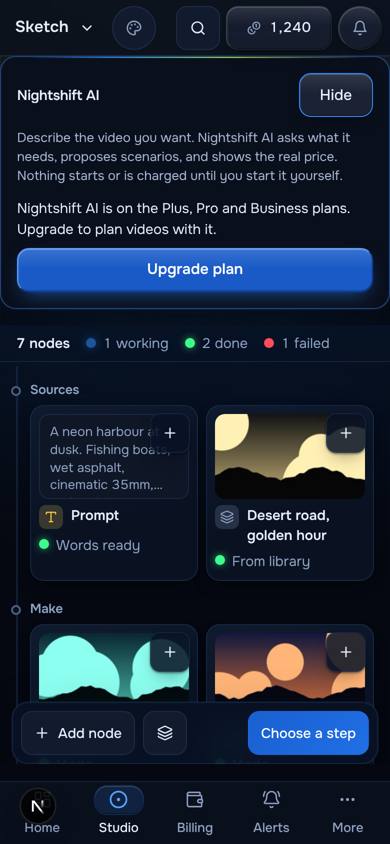 Sketch
1,240
Nightshift AI
Hide
Describe the video you want. Nightshift AI asks what it
needs, proposes scenarios, and shows the real price.
Nothing starts or is charged until you start it yourself.
Nightshift AI is on the Plus, Pro and Business plans.
Upgrade to plan videos with it.
Upgrade plan
7 nodes 1 working 2 done 1 failed
Sources
A neon harbour at
dusk. Fishing boats,
wet asphalt,
cinematic 35mm,...
T Prompt
Words ready
Desert road,
golden hour
From library
Make
+ Add node
Choose a step
N
Home Studio Billing Alerts More